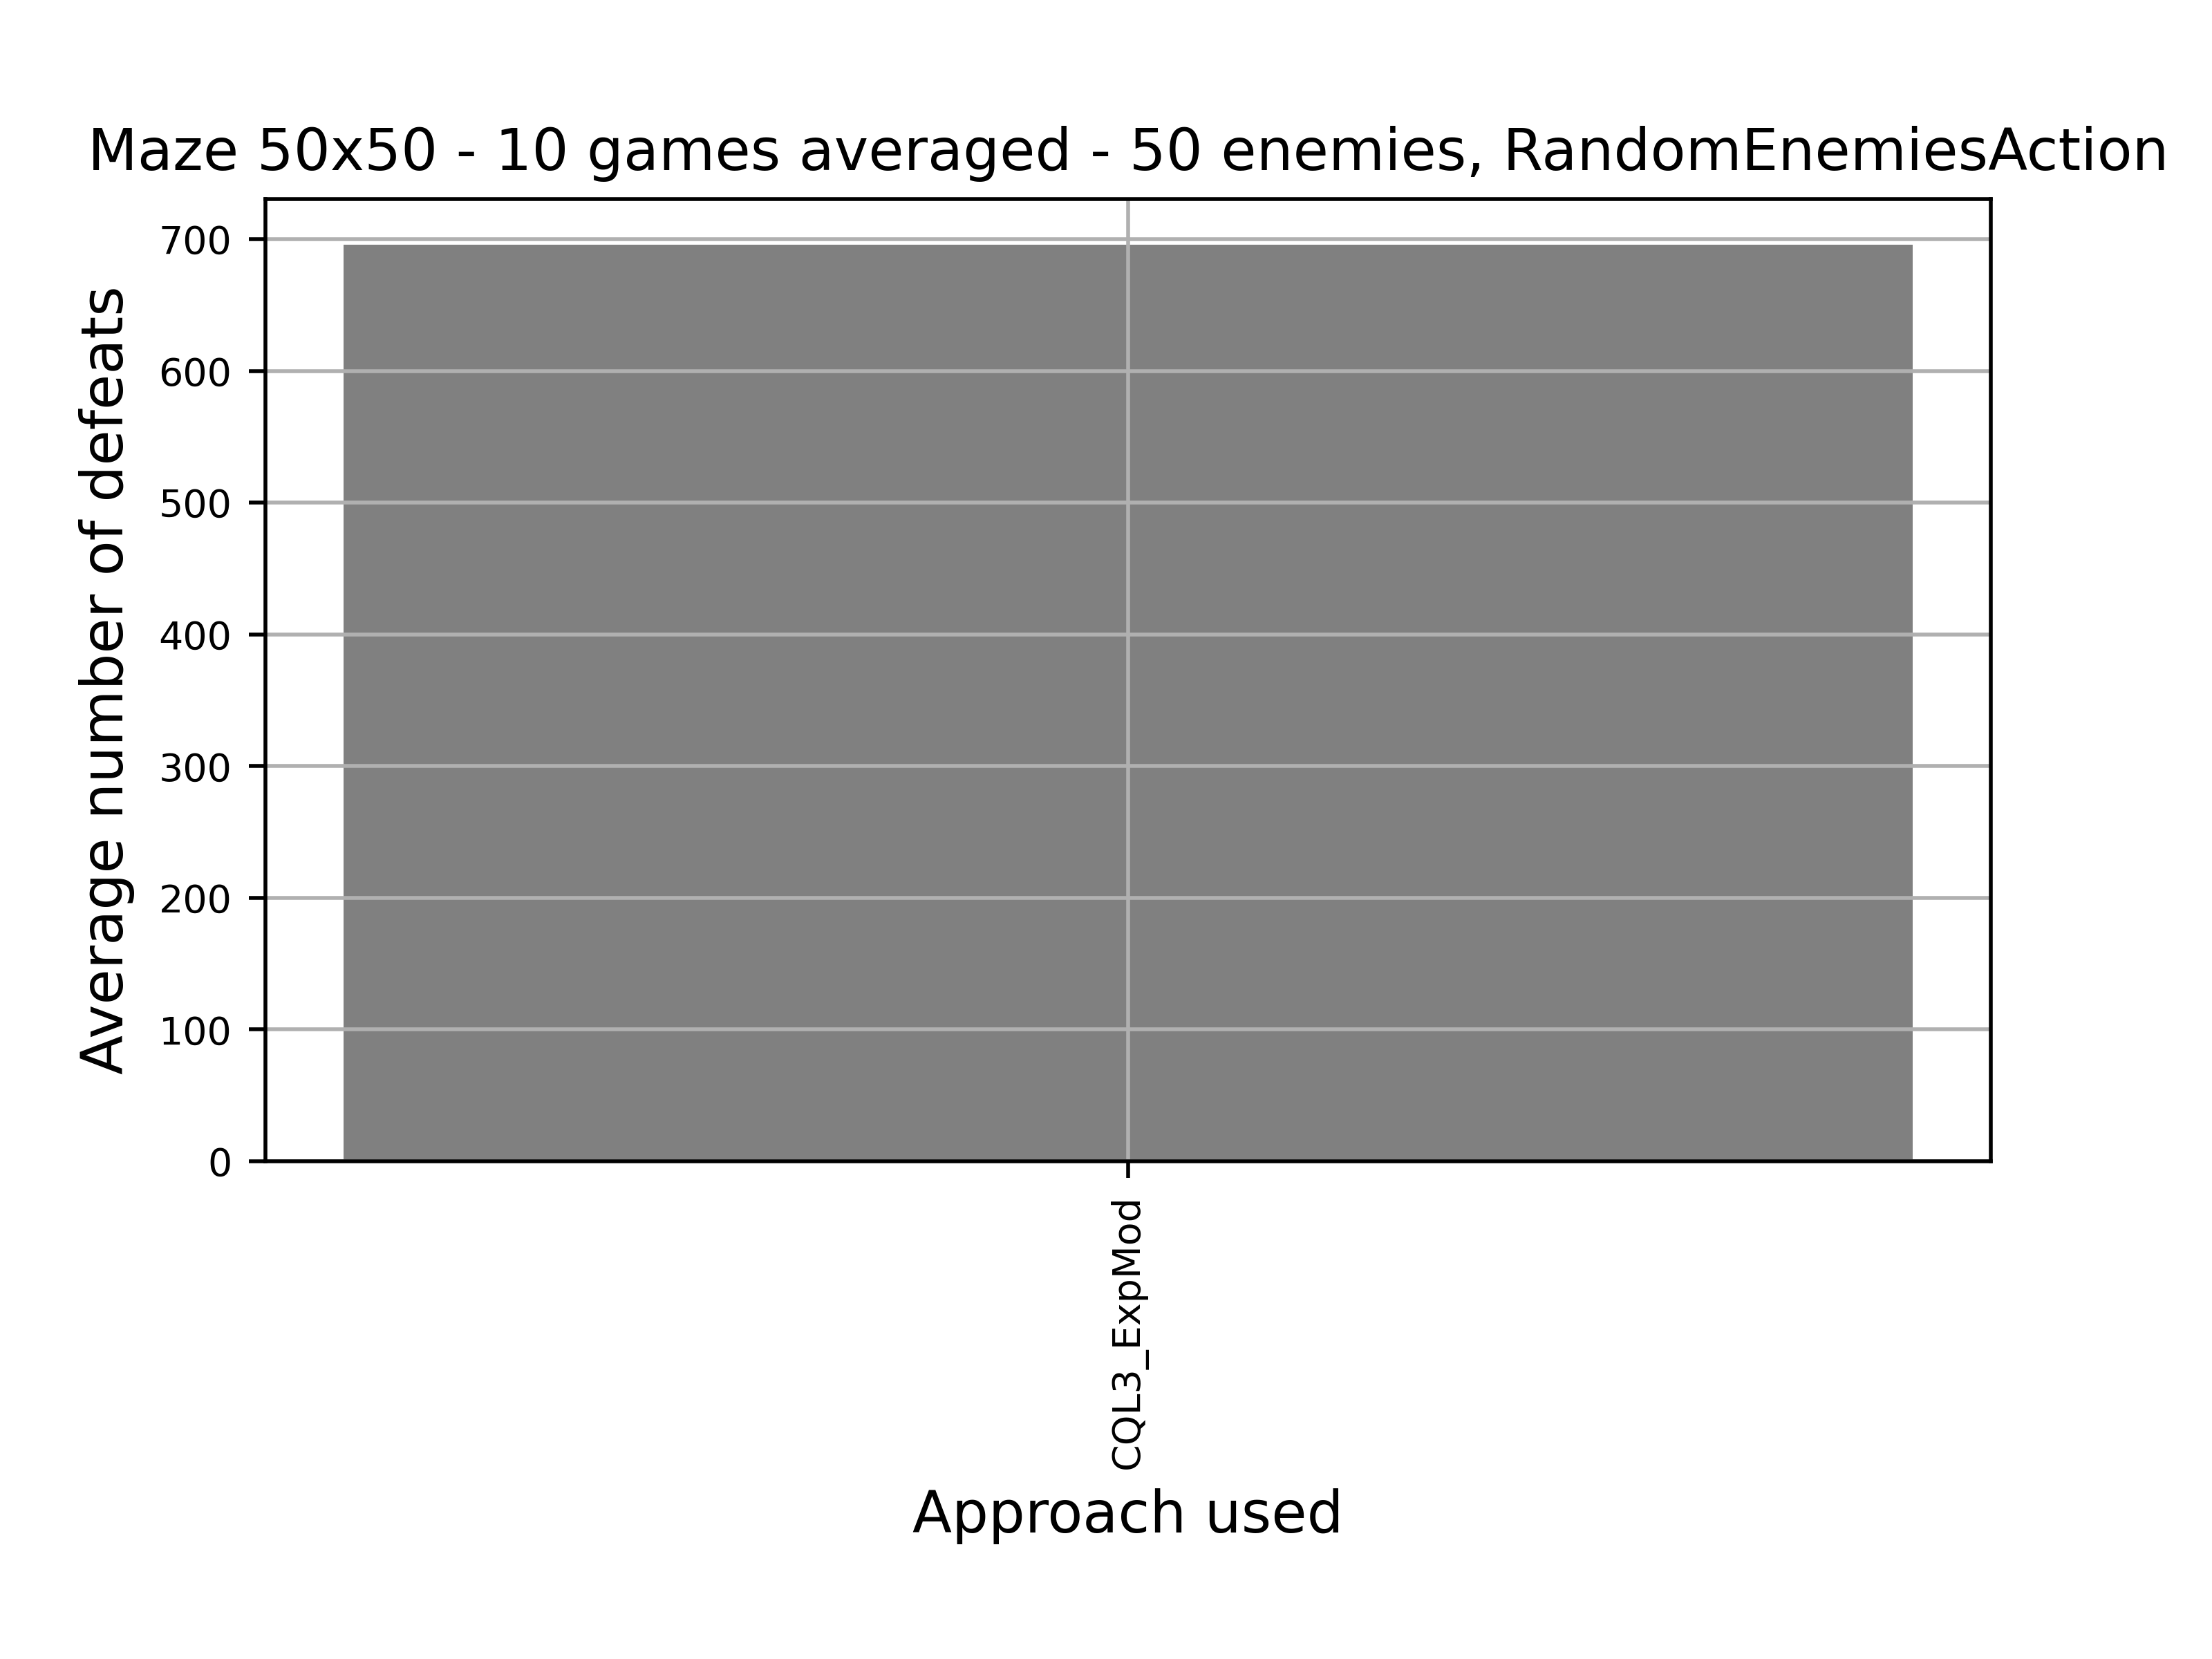 Maze 50x50 - 10 games averaged - 50 enemies, RandomEnemiesAction
Average number of defeats
700
600
500
400
300
200
100
0
CQL3_ExpMod
Approach used